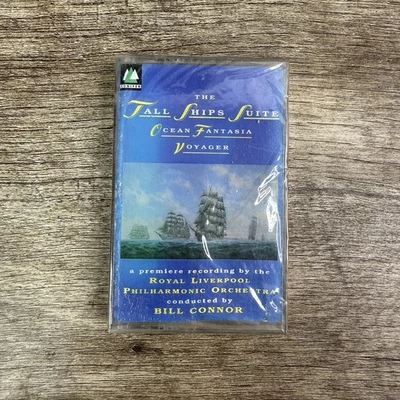 CONIFER
THE
TALL SHIPS SUITE
OCEAN FANTASIA
VOYAGER
a premiere recording by the
ROYAL LIVERPOOL
PHILHARMONIC ORCHESTRA
conducted by
BILL CONNOR